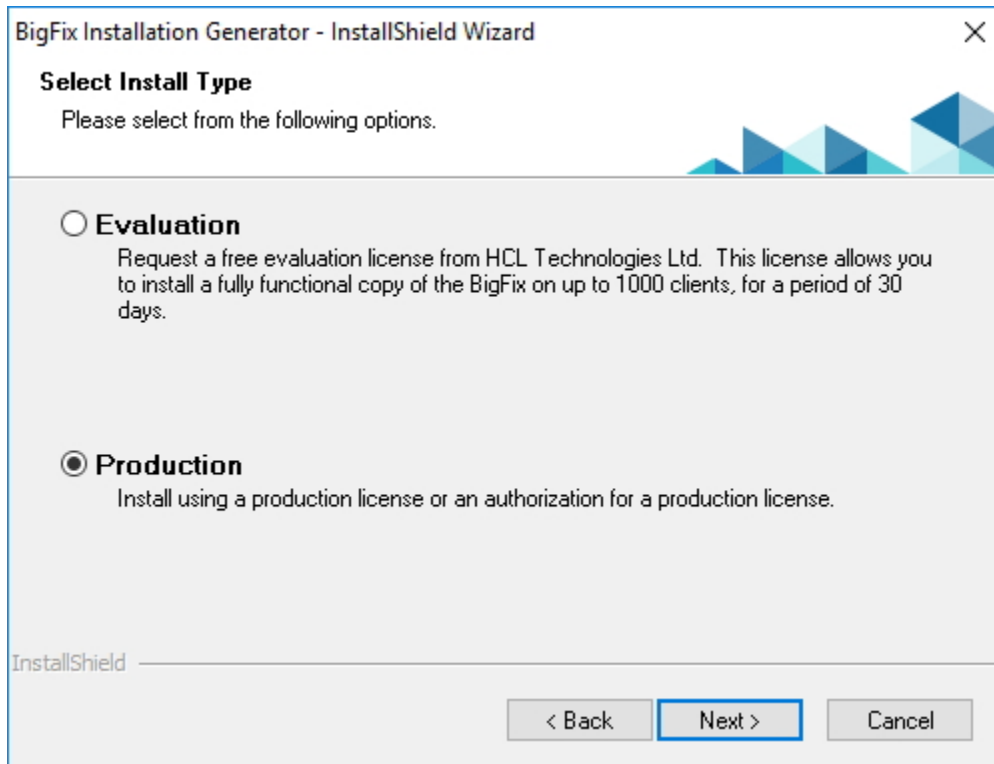 BigFix Installation Generator - InstallShield Wizard
Select Install Type
Please select from the following options.
Evaluation
Request a free evaluation license from HCL Technologies Ltd.  This license allows you
to install a fully functional copy of the BigFix on up to 1000 clients, for a period of 30
days.
Production
Install using a production license or an authorization for a production license.
InstallShield
< Back
Next >
Cancel